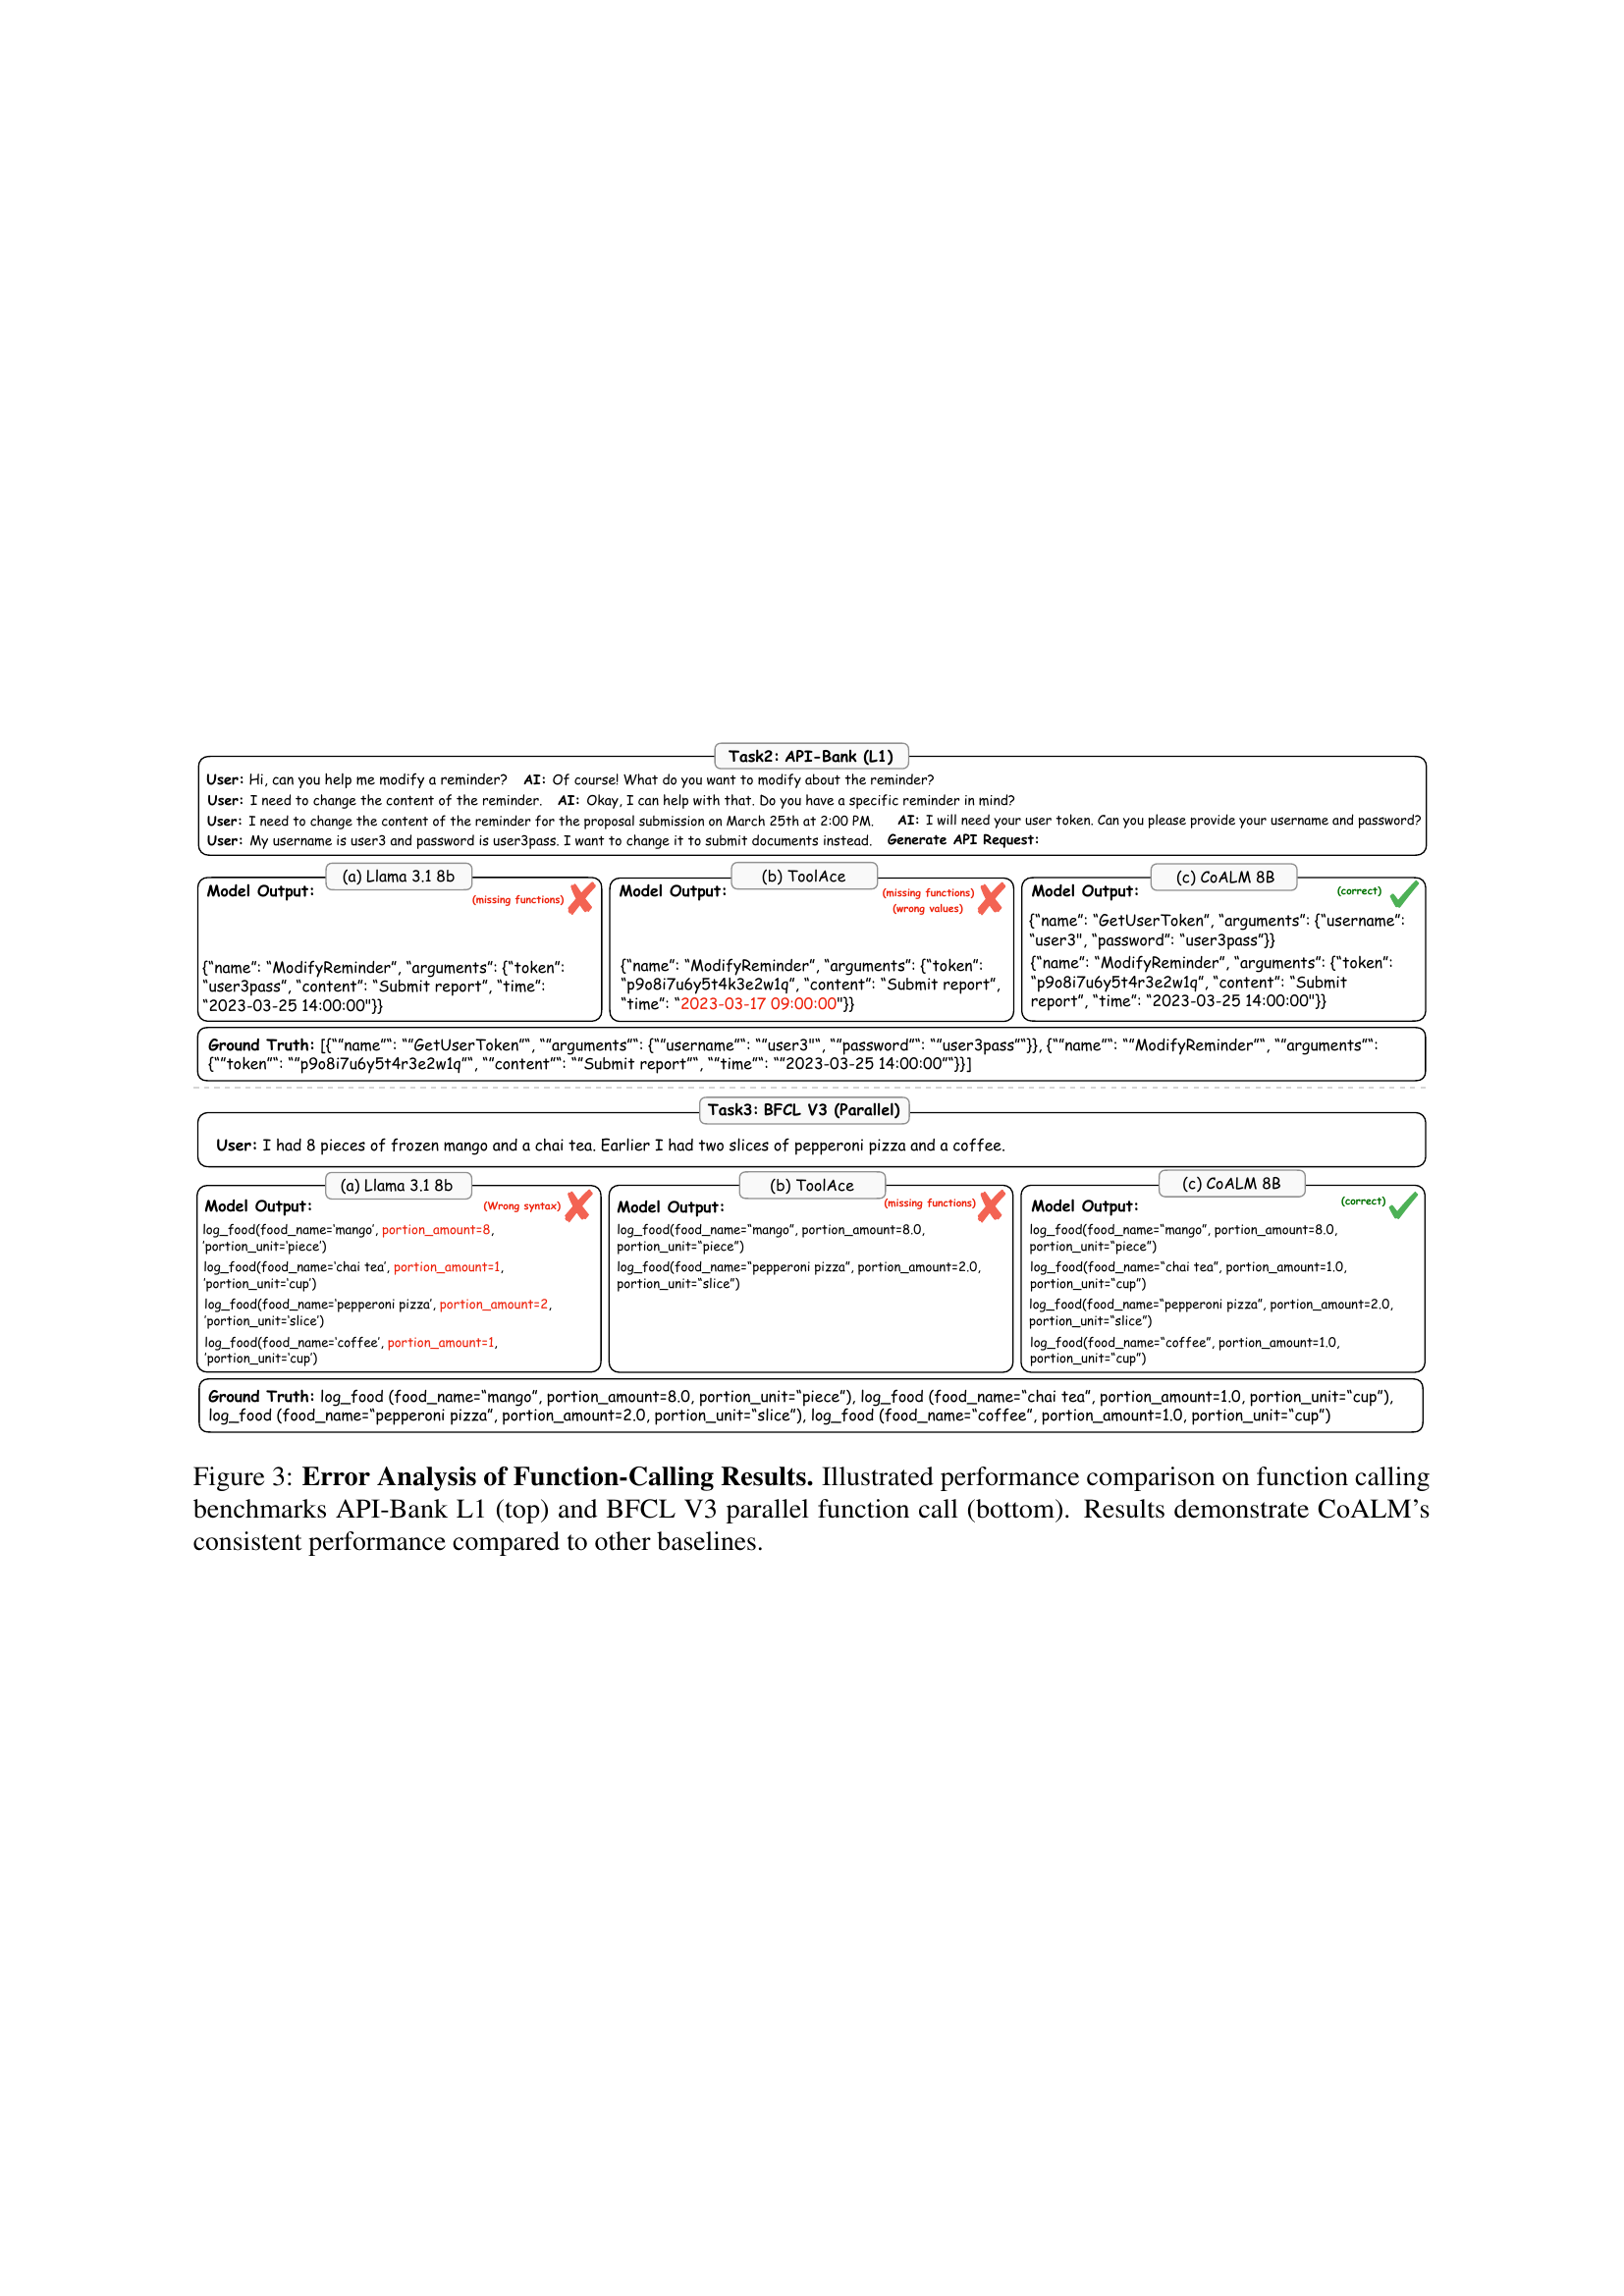 Task2: API-Bank (L1)
User: Hi, can you help me modify a reminder? AI: Of course! What do you want to modify about the reminder?
User: I need to change the content of the reminder. AI: Okay, I can help with that. Do you have a specific reminder in mind?
User: I need to change the content of the reminder for the proposal submission on March 25th at 2:00 PM. AI: I will need your user token. Can you please provide your username and password?
User: My username is user3 and password is user3pass. I want to change it to submit documents instead. Generate API Request:
(a) Llama 3.1 8b
Model Output:
(missing functions)
{“name”: “ModifyReminder”, “arguments”: {“token”:
“user3pass”, “content”: “Submit report”, “time”:
“2023-03-25 14:00:00"}}
(b) ToolAce
Model Output:
(missing functions)
(wrong values)
{“name”: “ModifyReminder”, “arguments”: {“token”:
“p9o8i7u6y5t4k3e2w1q”, “content”: “Submit report”,
“time”: “2023-03-17 09:00:00"}}
(c) CoALM 8B
Model Output:
(correct)
{“name”: “GetUserToken”, “arguments”: {“username”:
“user3", “password”: “user3pass”}}
{“name”: “ModifyReminder”, “arguments”: {“token”:
“p9o8i7u6y5t4r3e2w1q”, “content”: “Submit
report”, “time”: “2023-03-25 14:00:00"}}
Ground Truth: [{“”name”“: “”GetUserToken”“, “”arguments”“: {“”username”“: “”user3"“, “”password”“: “”user3pass”“}}, {“”name”“: “”ModifyReminder”“, “”arguments”“:
{“”token”“: “”p9o8i7u6y5t4r3e2w1q”“, “”content”“: “”Submit report”“, “”time”“: “”2023-03-25 14:00:00”“}}]
Task3: BFCL V3 (Parallel)
User: I had 8 pieces of frozen mango and a chai tea. Earlier I had two slices of pepperoni pizza and a coffee.
(a) Llama 3.1 8b
Model Output:
(Wrong syntax)
log_food(food_name=‘mango’, portion_amount=8,
‘portion_unit=‘piece’)
log_food(food_name=‘chai tea’, portion_amount=1,
‘portion_unit=‘cup’)
log_food(food_name=‘pepperoni pizza’, portion_amount=2,
‘portion_unit=‘slice’)
log_food(food_name=‘coffee’, portion_amount=1,
‘portion_unit=‘cup’)
(b) ToolAce
Model Output:
(missing functions)
log_food(food_name=“mango”, portion_amount=8.0,
portion_unit=“piece”)
log_food(food_name=“pepperoni pizza”, portion_amount=2.0,
portion_unit=“slice”)
(c) CoALM 8B
Model Output:
(correct)
log_food(food_name=“mango”, portion_amount=8.0,
portion_unit=“piece”)
log_food(food_name=“chai tea”, portion_amount=1.0,
portion_unit=“cup”)
log_food(food_name=“pepperoni pizza”, portion_amount=2.0,
portion_unit=“slice”)
log_food(food_name=“coffee”, portion_amount=1.0,
portion_unit=“cup”)
Ground Truth: log_food (food_name=“mango”, portion_amount=8.0, portion_unit=“piece”), log_food (food_name=“chai tea”, portion_amount=1.0, portion_unit=“cup”),
log_food (food_name=“pepperoni pizza”, portion_amount=2.0, portion_unit=“slice”), log_food (food_name=“coffee”, portion_amount=1.0, portion_unit=“cup”)
Figure 3: Error Analysis of Function-Calling Results. Illustrated performance comparison on function calling
benchmarks API-Bank L1 (top) and BFCL V3 parallel function call (bottom). Results demonstrate CoALM’s
consistent performance compared to other baselines.